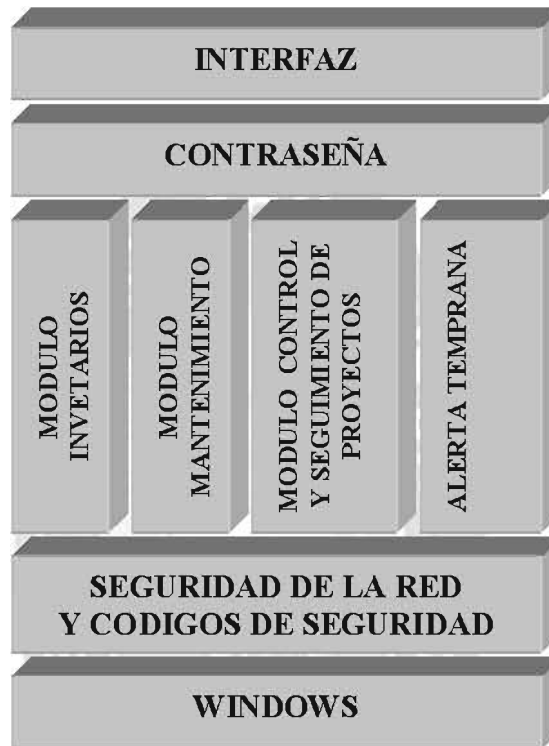 INTERFAZ
CONTRASEÑA
MODULO
INVETARIOS
MODULO
MANTENIMIENTO
MODULO CONTROL
Y SEGUIMIENTO DE
PROYECTOS
ALERTA TEMPRANA
SEGURIDAD DE LA RED
Y CODIGOS DE SEGURIDAD
WINDOWS